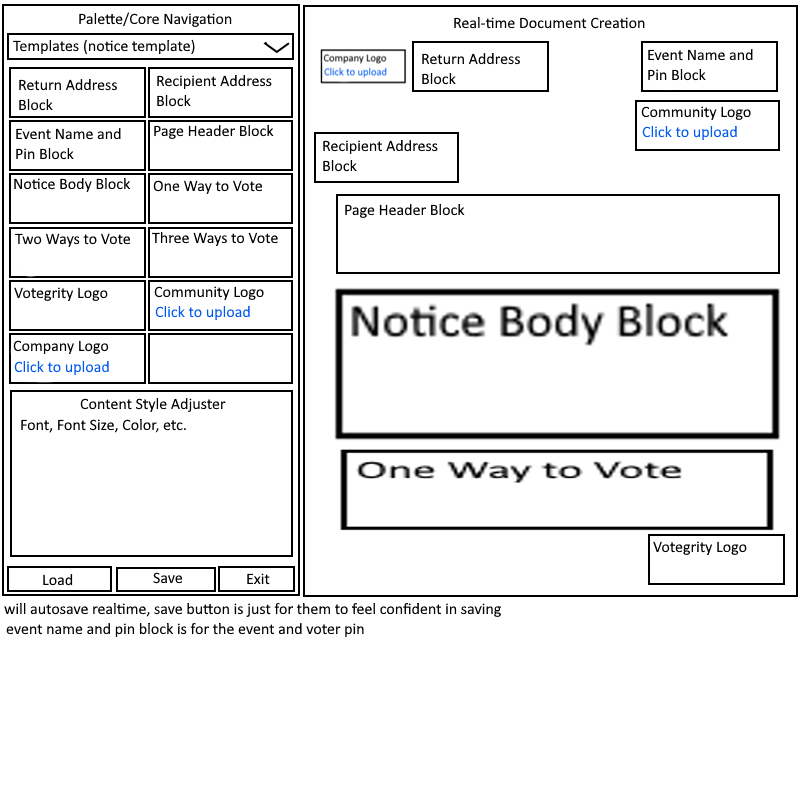 Palette/Core Navigation
Templates (notice template)
Return Address
Block
Recipient Address
Block
Event Name and
Pin Block
Page Header Block
Notice Body Block
One Way to Vote
Two Ways to Vote
Three Ways to Vote
Votegrity Logo
Community Logo
Click to upload
Company Logo
Click to upload
Content Style Adjuster
Font, Font Size, Color, etc.
Load
Save
Exit
Real-time Document Creation
Company Logo
Click to upload
Return Address
Block
Event Name and
Pin Block
Community Logo
Click to upload
Recipient Address
Block
Page Header Block
Notice Body Block
One Way to Vote
Votegrity Logo
will autosave realtime, save button is just for them to feel confident in saving
event name and pin block is for the event and voter pin